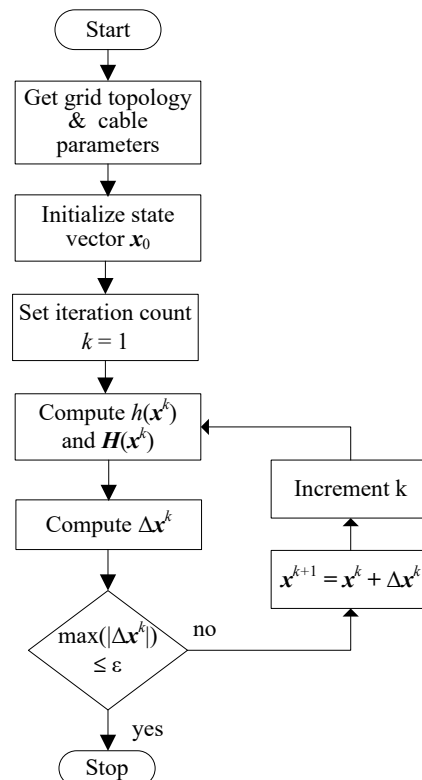 Start
Get grid topology
& cable
parameters
Initialize state
vector x₀
Set iteration count
k = 1
Compute h(xᵏ)
and H(xᵏ)
Increment k
Compute Δxᵏ
xᵏ⁺¹ = xᵏ + Δxᵏ
max(|Δxᵏ|)
≤ ε
no
yes
Stop